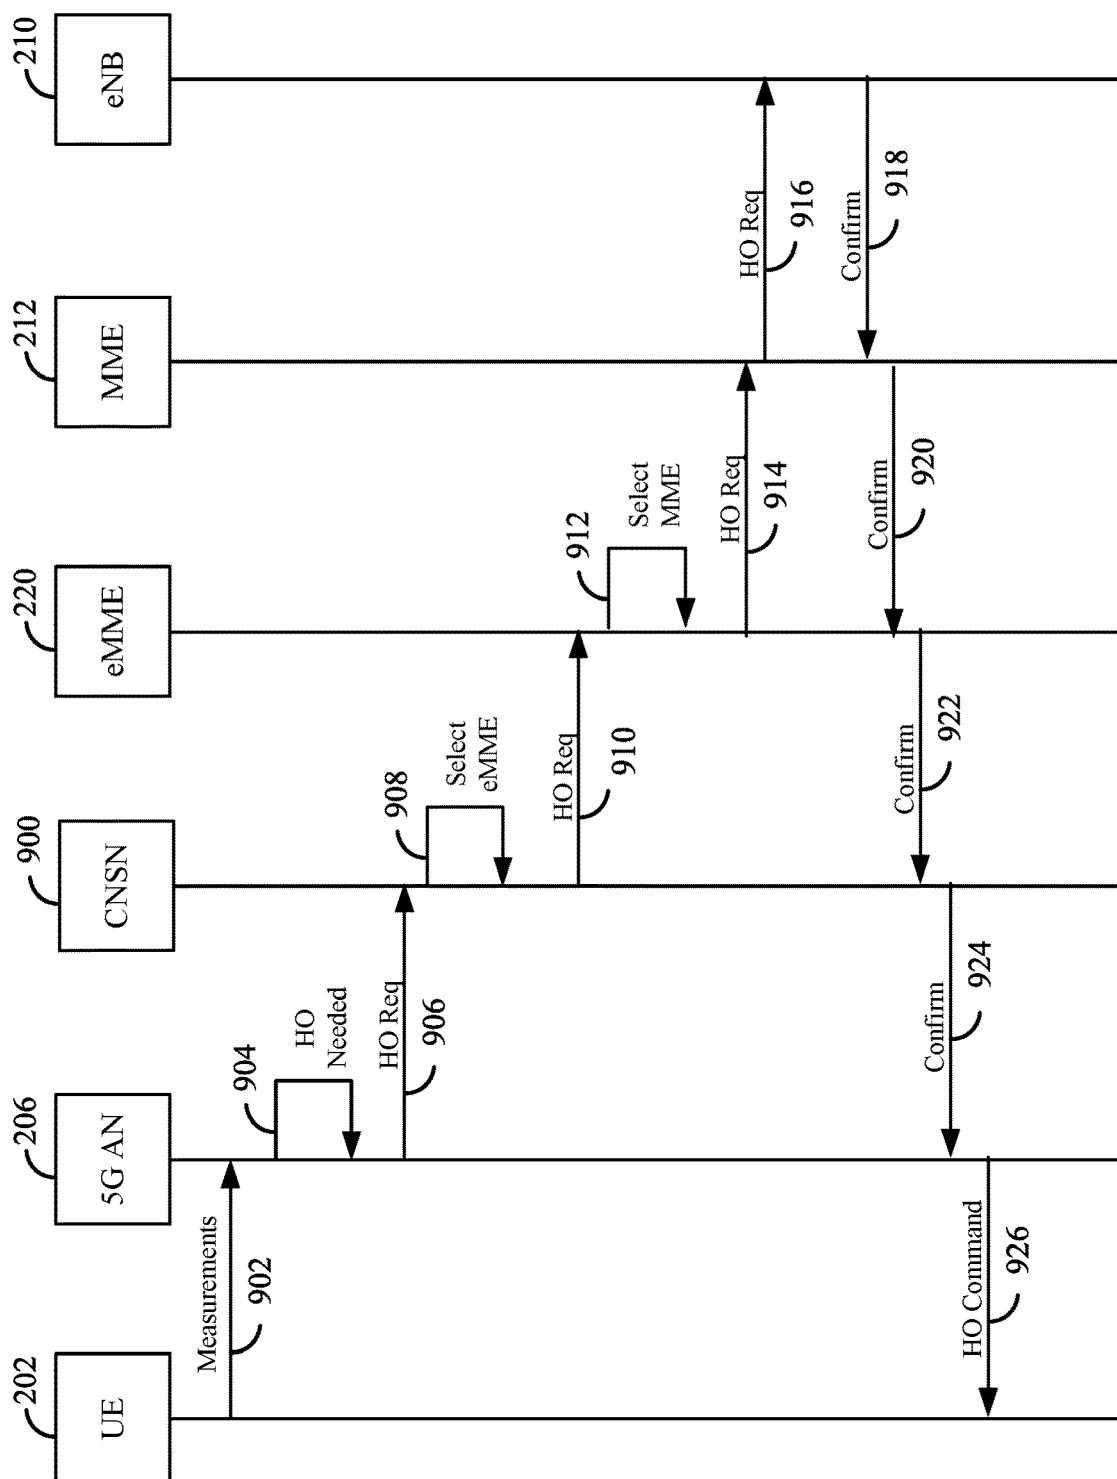 202
206
900
220
212
210
UE
5G AN
CNSN
eMME
MME
eNB
Measurements
902
904
HO
Needed
HO Req
906
908
Select
eMME
HO Req
910
912
Select
MME
HO Req
914
HO Req
916
Confirm
918
Confirm
920
Confirm
922
Confirm
924
HO Command
926